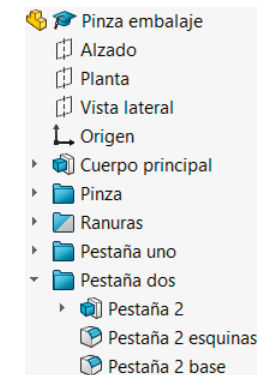 Pinza embalaje
Alzado
Planta
Vista lateral
Origen
Cuerpo principal
Pinza
Ranuras
Pestaña uno
Pestaña dos
Pestaña 2
Pestaña 2 esquinas
Pestaña 2 base